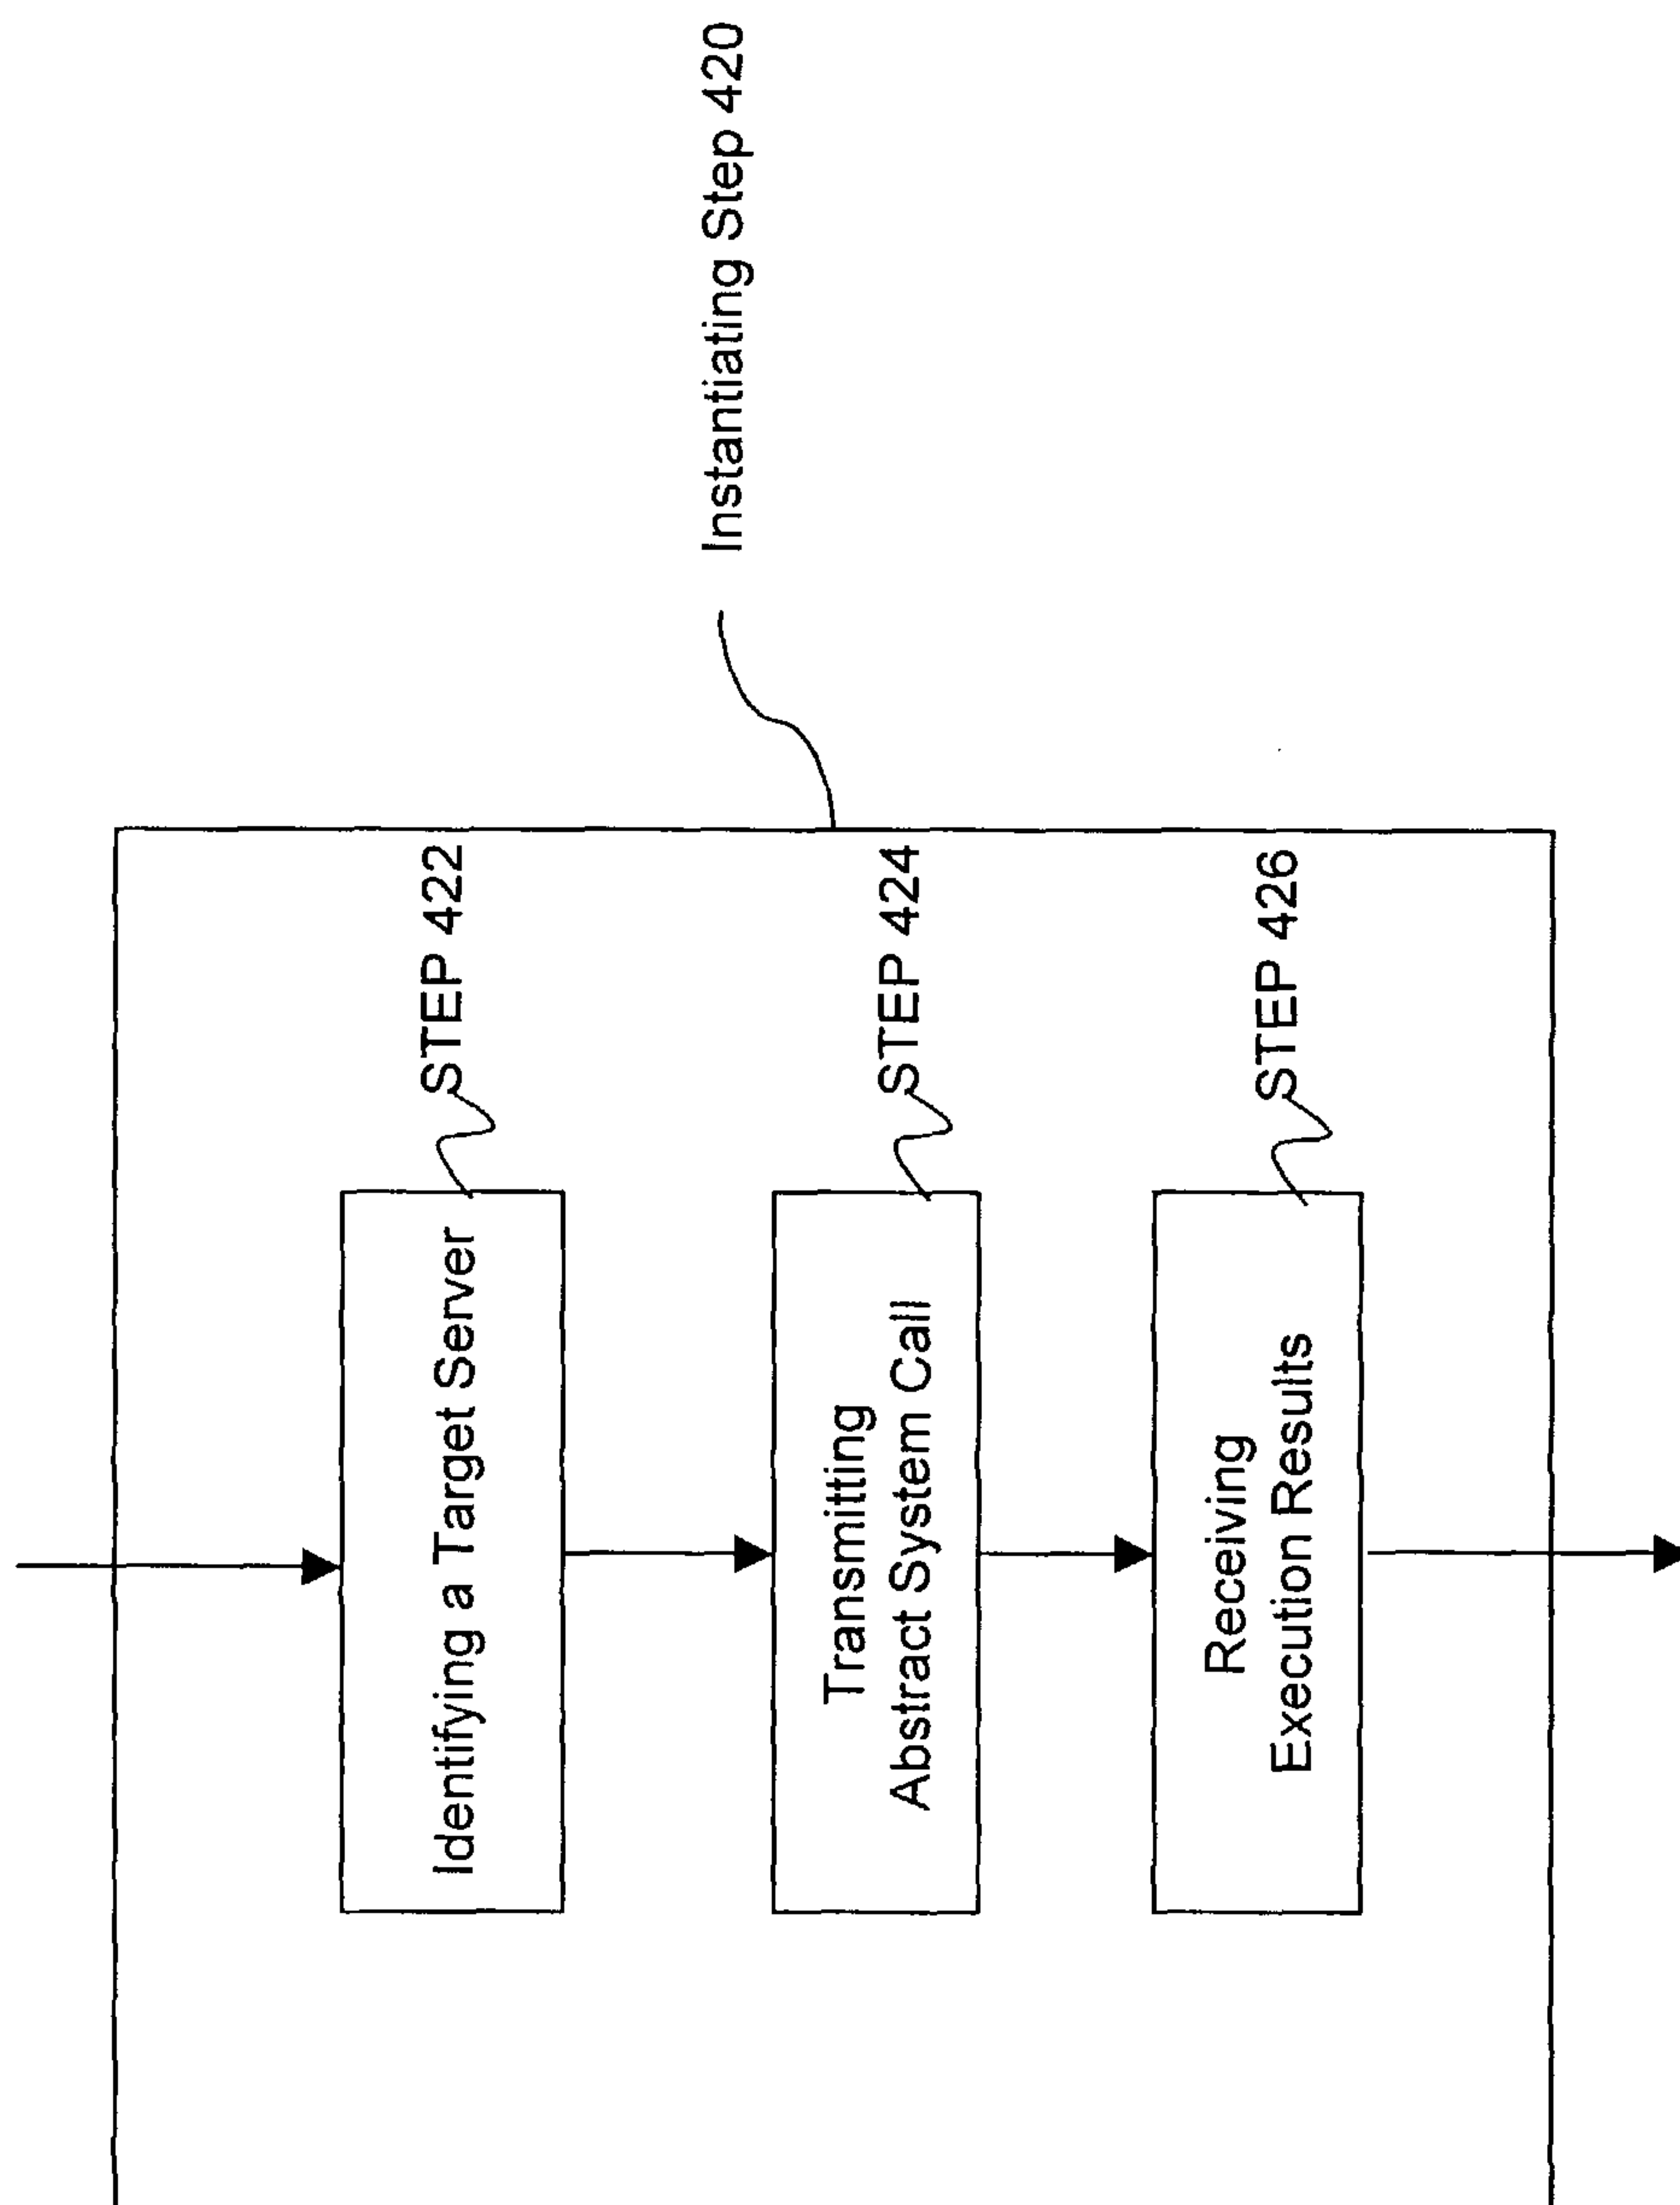 Instantiating Step 420
Identifying a Target Server
STEP 422
Transmitting
Abstract System Call
STEP 424
Receiving
Execution Results
STEP 426